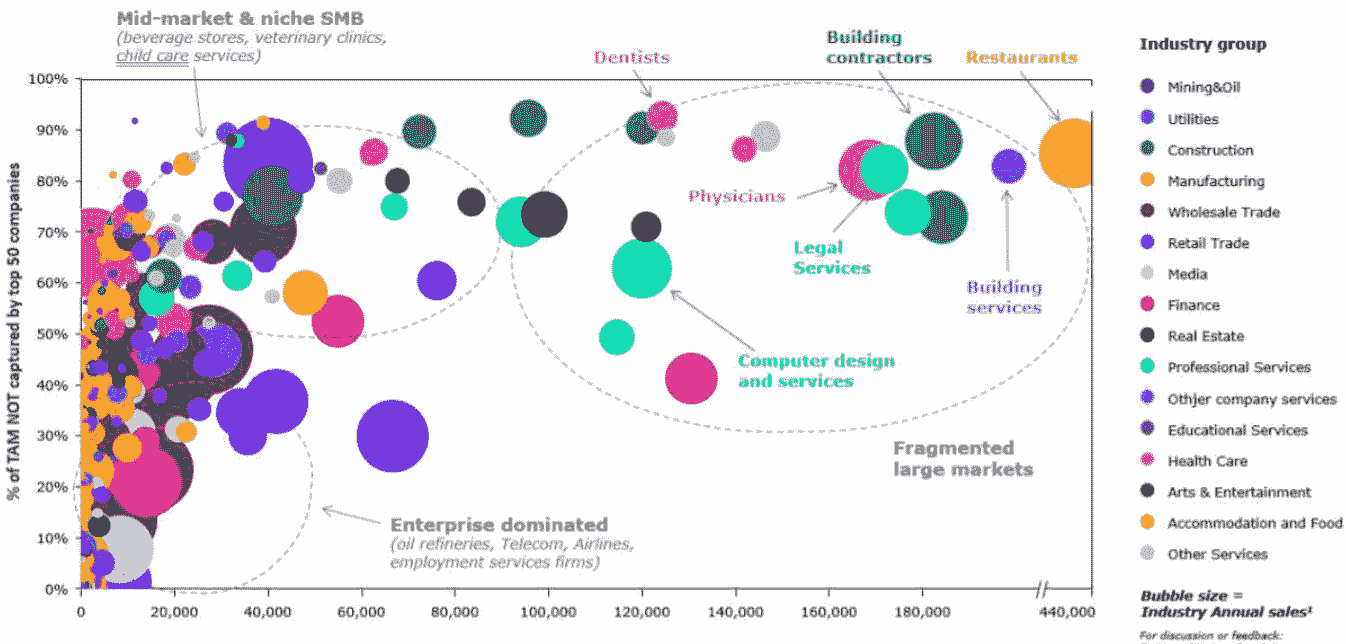 Mid-market & niche SMB
(beverage stores, veterinary clinics,
child care services)
Dentists
Building
contractors
Restaurants
Physicians
Legal
Services
Building
services
Computer design
and services
Fragmented
large markets
Enterprise dominated
(oil refineries, Telecom, Airlines,
employment services firms)
% of TAM NOT captured by top 50 companies
100%
90%
80%
70%
60%
50%
40%
30%
20%
10%
0%
0
20,000
40,000
60,000
80,000
100,000
120,000
140,000
160,000
180,000
440,000
Industry group
Mining&Oil
Utilities
Construction
Manufacturing
Wholesale Trade
Retail Trade
Media
Finance
Real Estate
Professional Services
Othjer company services
Educational Services
Health Care
Arts & Entertainment
Accommodation and Food
Other Services
Bubble size =
Industry Annual sales¹
For discussion or feedback: